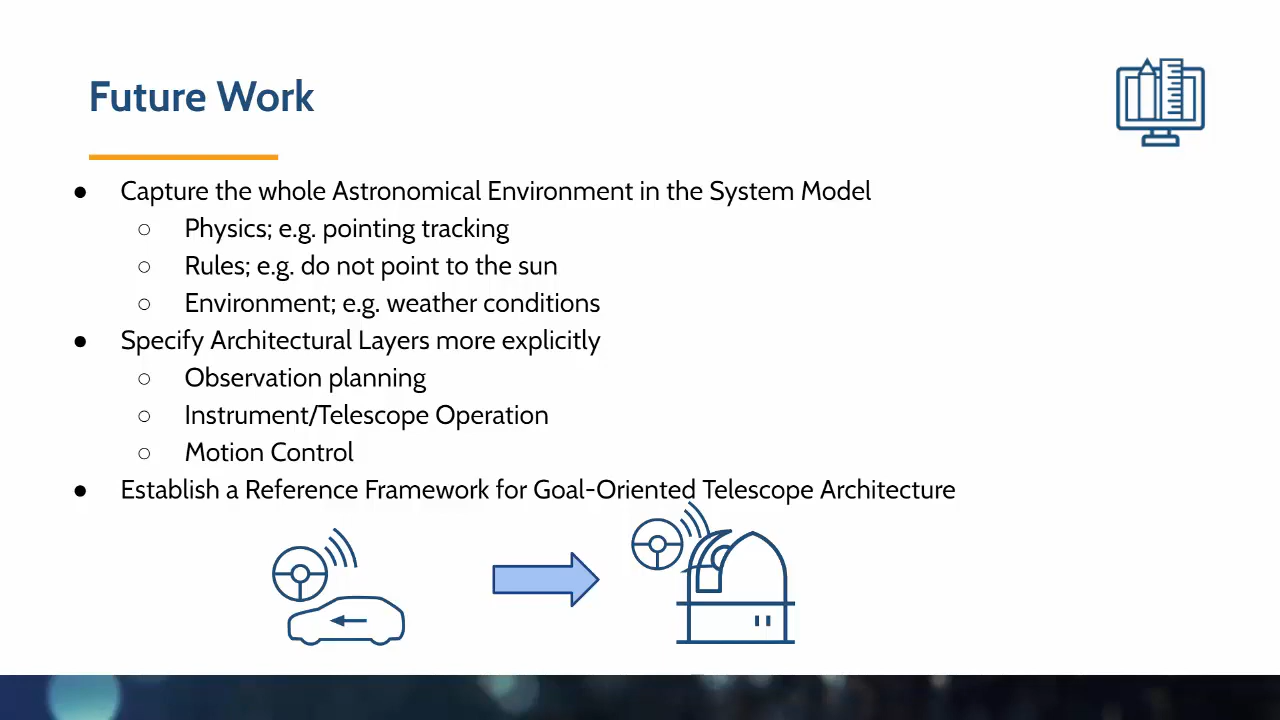 Future Work
● Capture the whole Astronomical Environment in the System Model
○ Physics; e.g. pointing tracking
○ Rules; e.g. do not point to the sun
○ Environment; e.g. weather conditions
● Specify Architectural Layers more explicitly
○ Observation planning
○ Instrument/Telescope Operation
○ Motion Control
● Establish a Reference Framework for Goal-Oriented Telescope Architecture